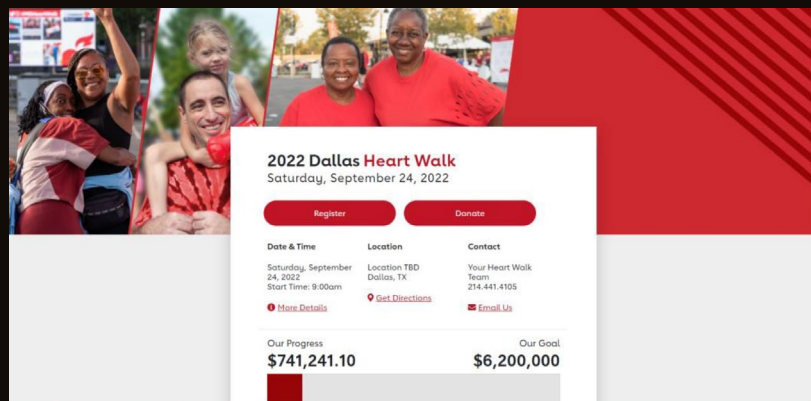 2022 Dallas Heart Walk
Saturday, September 24, 2022
Register
Donate
Date & Time
Saturday, September
24, 2022
Start Time: 9:00am
More Details
Location
Location TBD
Dallas, TX
Get Directions
Contact
Your Heart Walk
Team
214.441.4105
Email Us
Our Progress
$741,241.10
Our Goal
$6,200,000